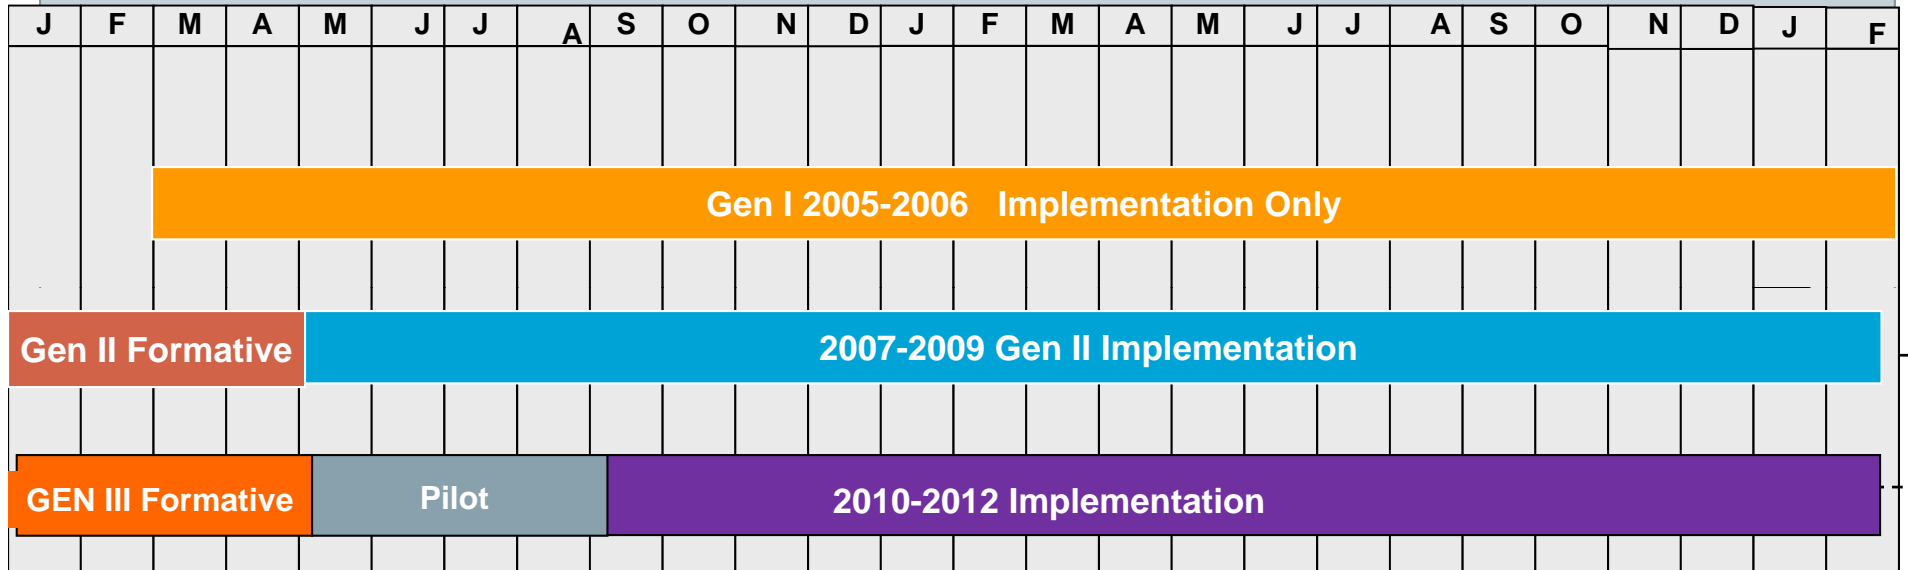 J F M A M J J A S O N D J F M A M J J A S O N D J F
Gen I 2005-2006 Implementation Only
Gen II Formative 2007-2009 Gen II Implementation
GEN III Formative Pilot 2010-2012 Implementation